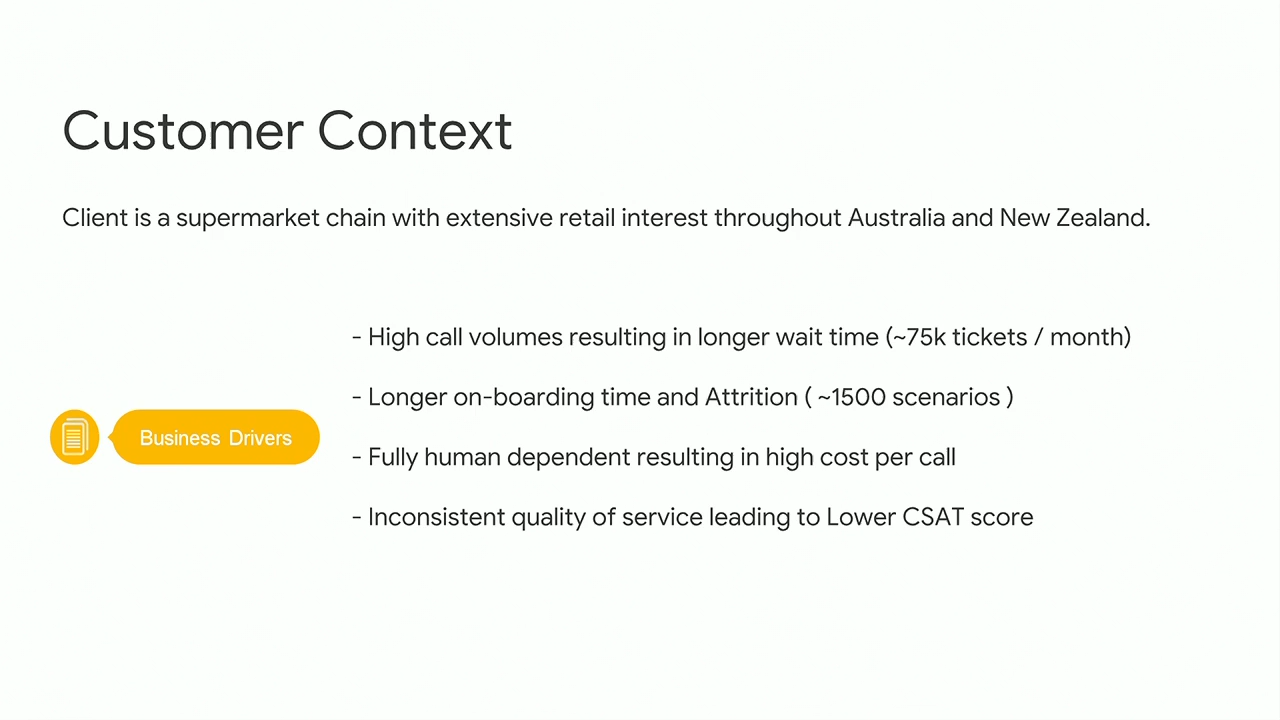 Customer Context
Client is a supermarket chain with extensive retail interest throughout Australia and New Zealand.
- High call volumes resulting in longer wait time (~75k tickets / month)
- Longer on-boarding time and Attrition ( ~1500 scenarios )
Business Drivers
- Fully human dependent resulting in high cost per call
- Inconsistent quality of service leading to Lower CSAT score